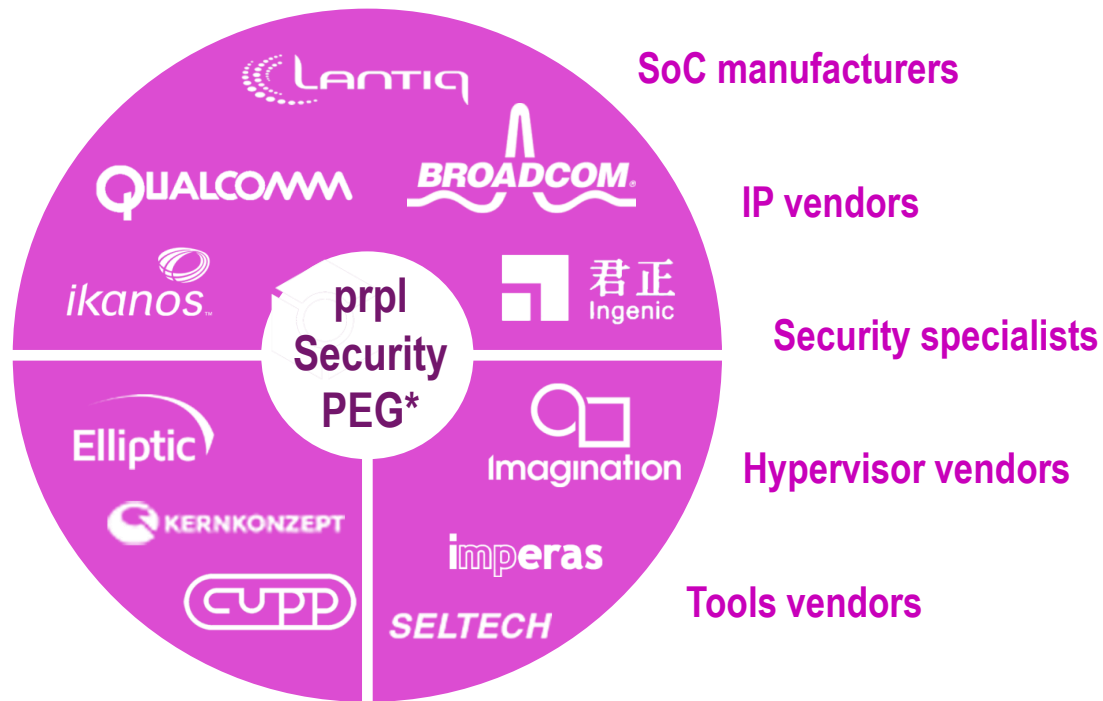 LANTIQ
SoC manufacturers
QUALCOMM
BROADCOM.
IP vendors
ikanos™
君正
Ingenic
prpl
Security
PEG*
Security specialists
Elliptic
Imagination
Hypervisor vendors
KERNKONZEPT
imperas
cupp
SELTECH
Tools vendors